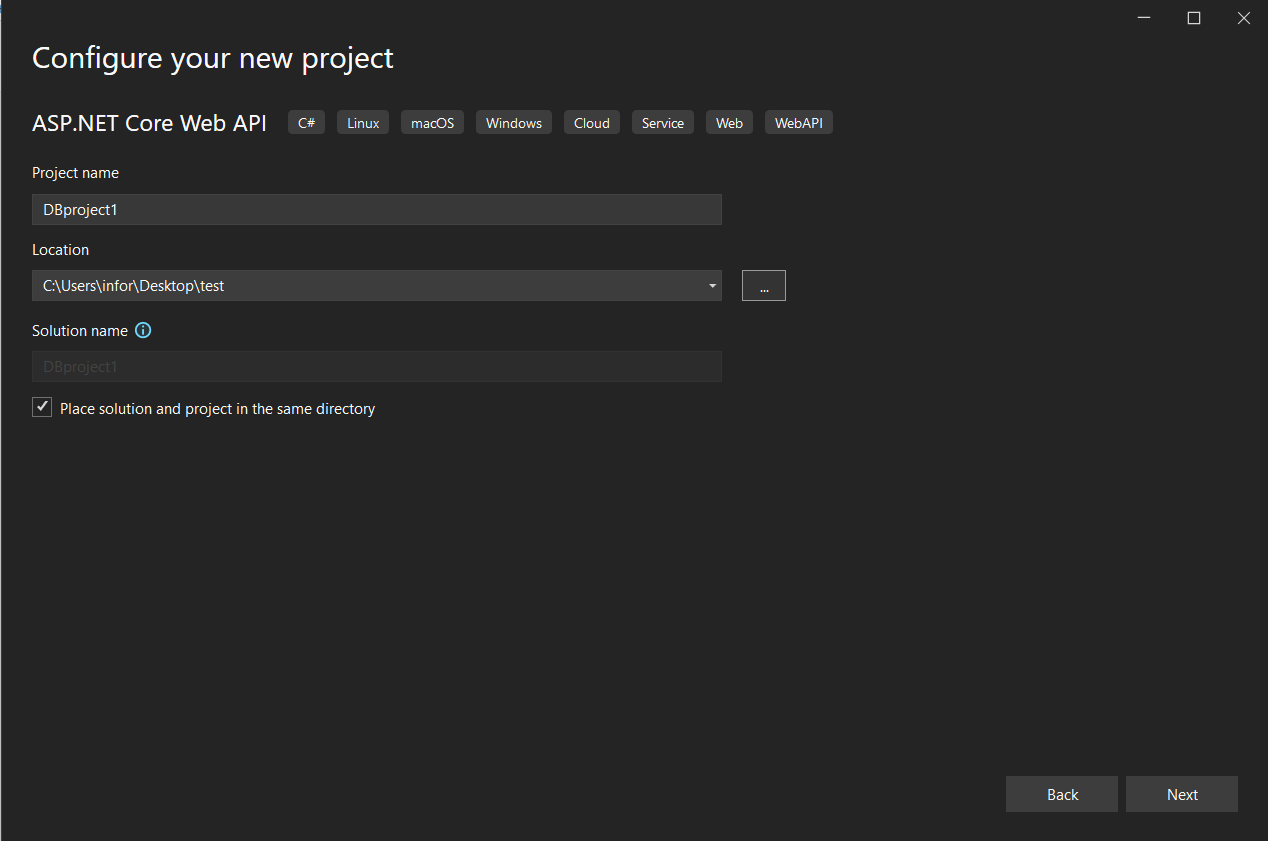 Configure your new project
ASP.NET Core Web API C# Linux macOS Windows Cloud Service Web WebAPI
Project name
DBproject1
Location
C:\Users\infor\Desktop\test
...
Solution name
DBproject1
Place solution and project in the same directory
Back Next